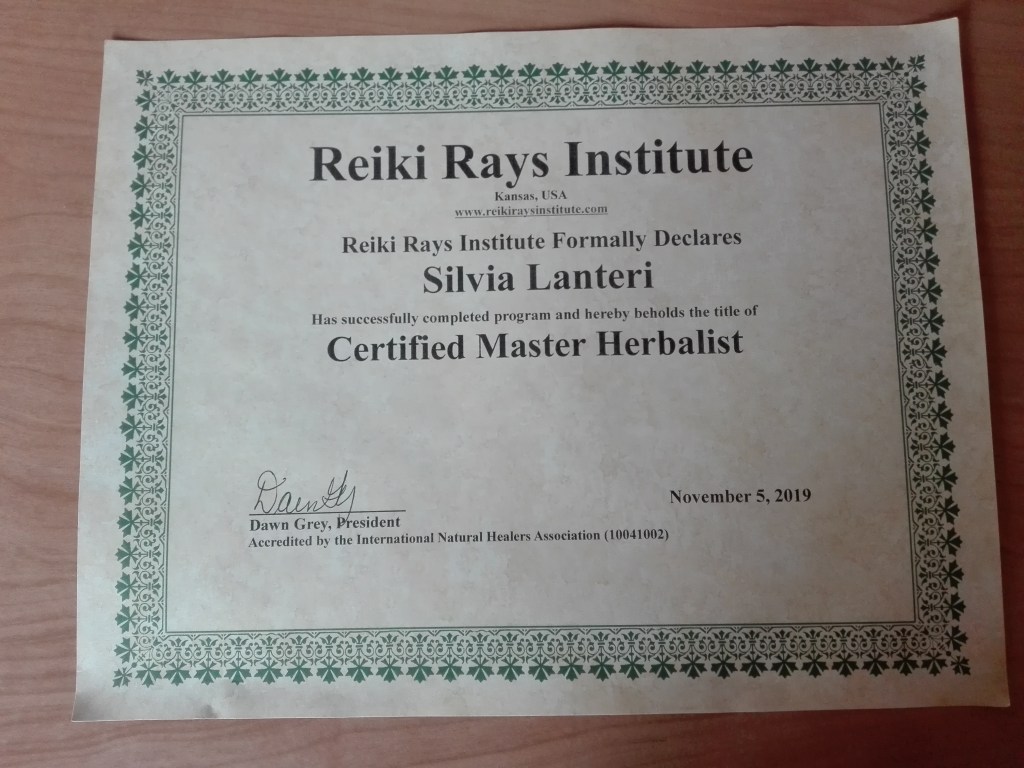 Reiki Rays Institute
Kansas, USA
www.reikiraysinstitute.com
Reiki Rays Institute Formally Declares
Silvia Lanteri
Has successfully completed program and hereby beholds the title of
Certified Master Herbalist
November 5, 2019
Dawn Grey, President
Accredited by the International Natural Healers Association (10041002)